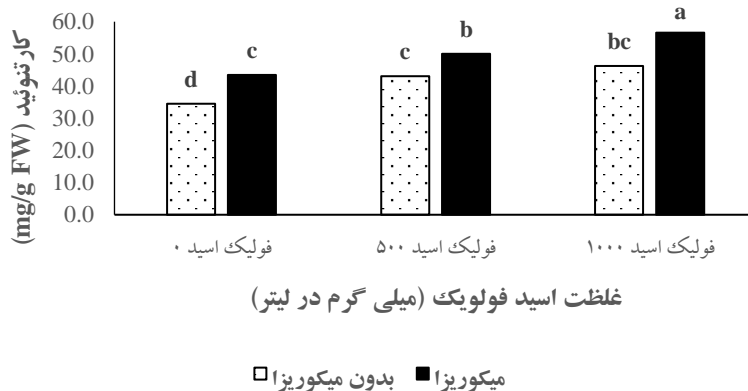 کارتنوئید (mg/g FW)
60.0
50.0
40.0
30.0
20.0
10.0
0.0
d
c
c
b
bc
a
فولیک اسید ۰
فولیک اسید ۵۰۰
فولیک اسید ۱۰۰۰
غلظت اسید فولویک (میلی گرم در لیتر)
بدون میکوریزا
میکوریزا